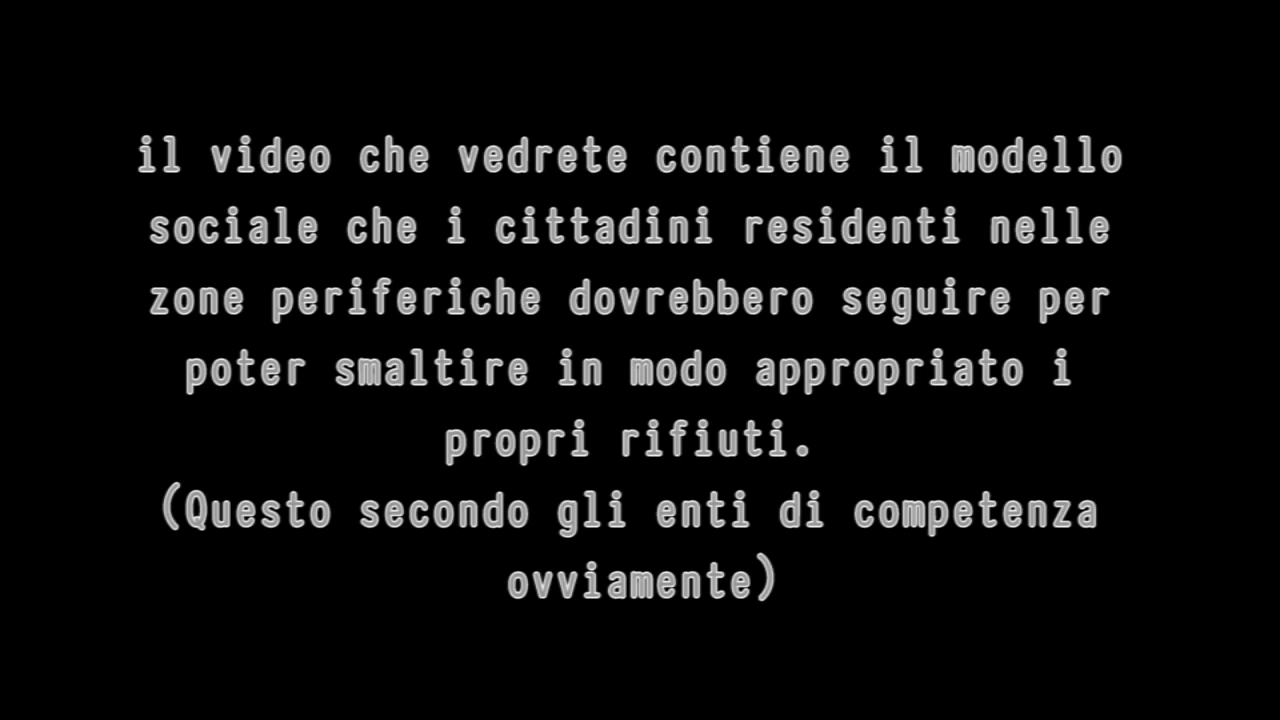 il video che vedrete contiene il modello
sociale che i cittadini residenti nelle
zone periferiche dovrebbero seguire per
poter smaltire in modo appropriato i
propri rifiuti.
(Questo secondo gli enti di competenza
ovviamente)